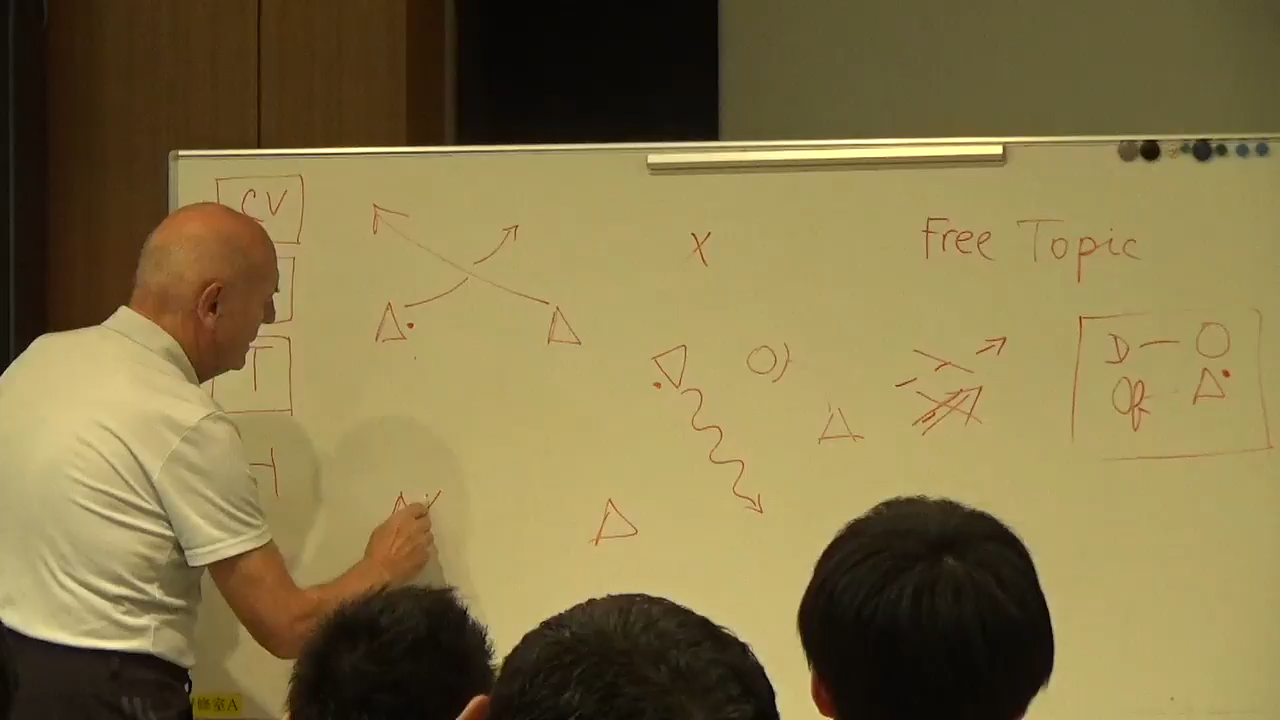 CV
Free Topic
T
X
D - O
Of Δ
修室A